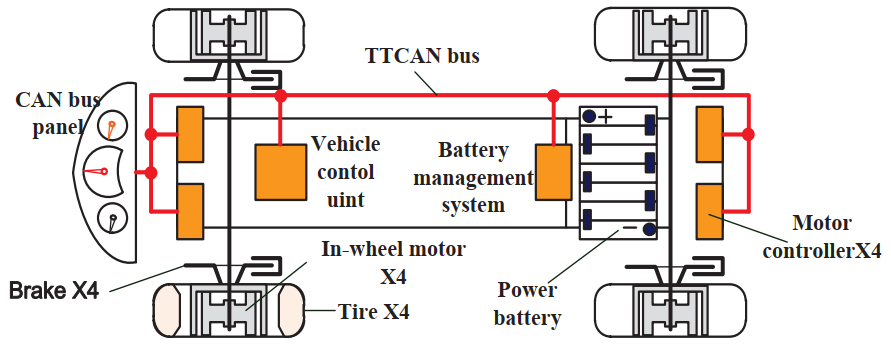 TTCAN bus
CAN bus
panel
Vehicle
contol
uint
Battery
management
system
Motor
controllerX4
In-wheel motor
X4
Brake X4
Tire X4
Power
battery